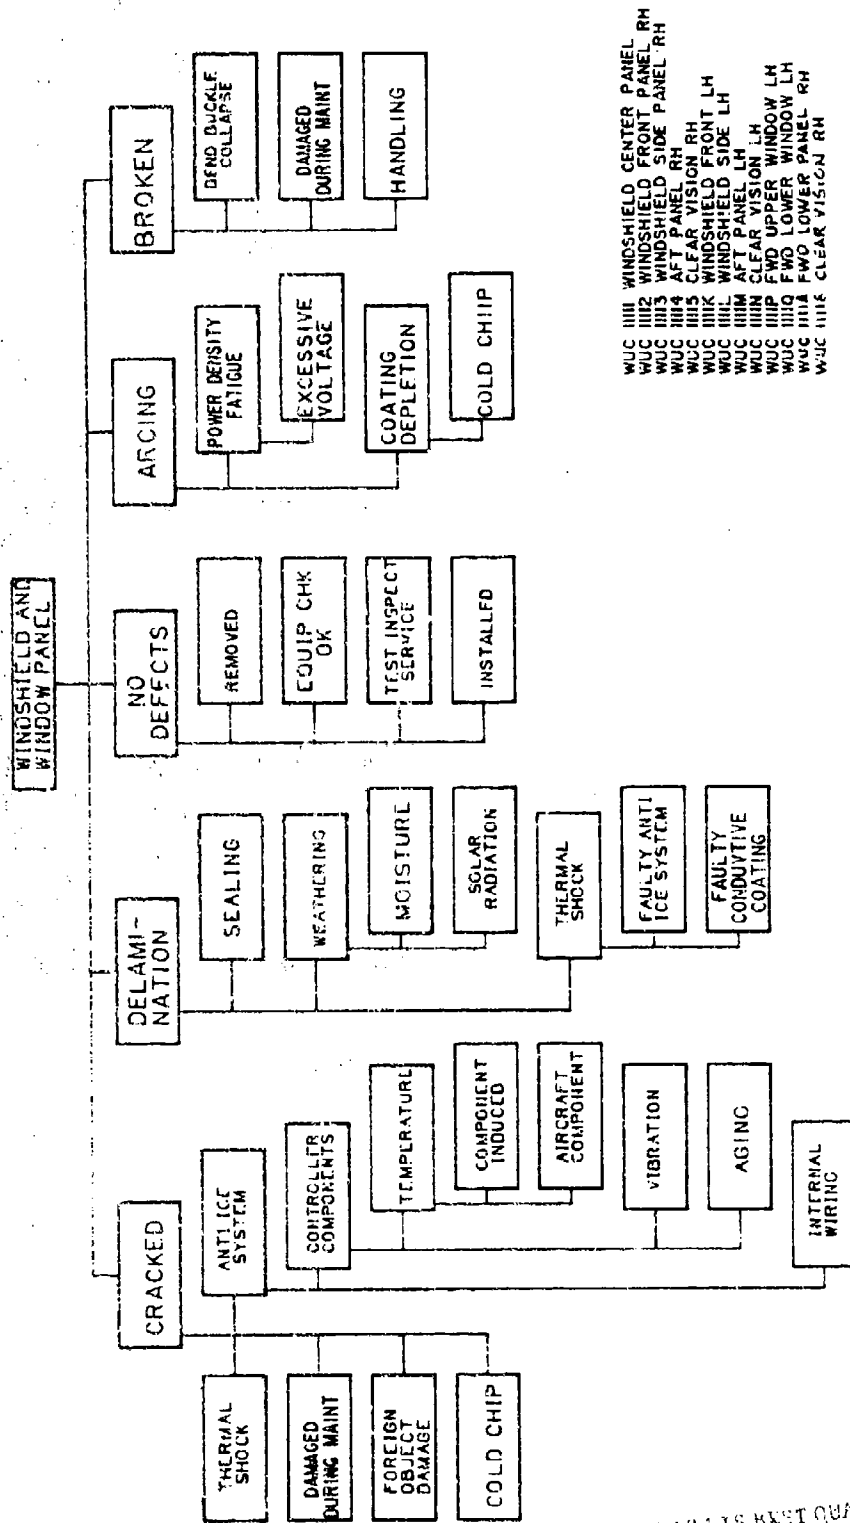 WINDSHIELD AND
WINDOW PANEL
CRACKED
THERMAL
SHOCK
DAMAGED
DURING MAINT
FOREIGN
OBJECT
DAMAGE
COLD CHIP
ANTI ICE
SYSTEM
CONTROLLER
COMPONENTS
TEMPERATURE
COMPONENT
INDUCED
AIRCRAFT
COMPONENT
VIBRATION
AGING
INTERNAL
WIRING
DELAMI-
NATION
SEALING
WEATHERING
MOISTURE
SOLAR
RADIATION
THERMAL
SHOCK
FAULTY ANTI
ICE SYSTEM
FAULTY
CONDUVTIVE
COATING
NO
DEFECTS
REMOVED
EQUIP CHK
OK
TEST INSPECT
SERVICE
INSTALLED
ARCING
POWER DENSITY
FATIGUE
EXCESSIVE
VOLTAGE
COATING
DEPLETION
COLD CHIP
BROKEN
BEND BUCKLE
COLLAPSE
DAMAGED
DURING MAINT
HANDLING
WUC 11111 WINDSHIELD CENTER PANEL
WUC 11112 WINDSHIELD FRONT PANEL RH
WUC 11113 WINDSHIELD SIDE PANEL RH
WUC 11114 AFT PANEL RH
WUC 11115 CLEAR VISION RH
WUC 1111K WINDSHIELD FRONT LH
WUC 1111L WINDSHIELD SIDE LH
WUC 1111M AFT PANEL LH
WUC 1111N CLEAR VISION LH
WUC 1111P FWD UPPER WINDOW LH
WUC 1111Q FWD LOWER WINDOW LH
WUC 1111A FWD LOWER PANEL RH
WUC CLEAR VISION RH